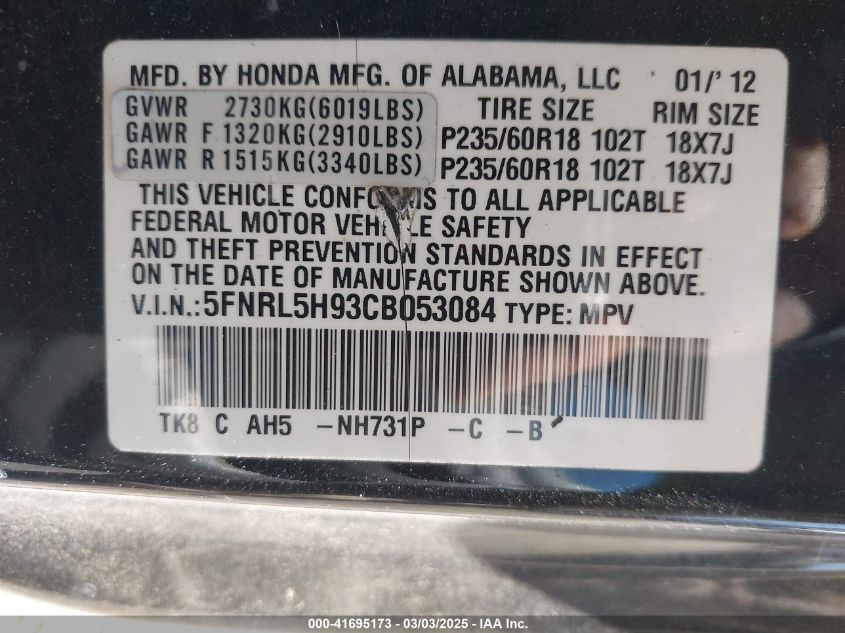 MFD. BY HONDA MFG. OF ALABAMA, LLC 01/'12
GVWR 2730KG(6019LBS) TIRE SIZE RIM SIZE
GAWR F 1320KG(2910LBS) P235/60R18 102T 18X7J
GAWR R 1515KG(3340LBS) P235/60R18 102T 18X7J
THIS VEHICLE TO ALL APPLICABLE
FEDERAL MOTOR SAFETY
AND THEFT PREVENTION STANDARDS IN EFFECT
ON THE DATE OF MANUFACTURE SHOWN ABOVE.
V.I.N.:5FNRL5H93CB053084 TYPE: MPV
TK8 C AH5 -NH731P -C -B
000-41695173 - 03/03/2025 - IAA Inc.